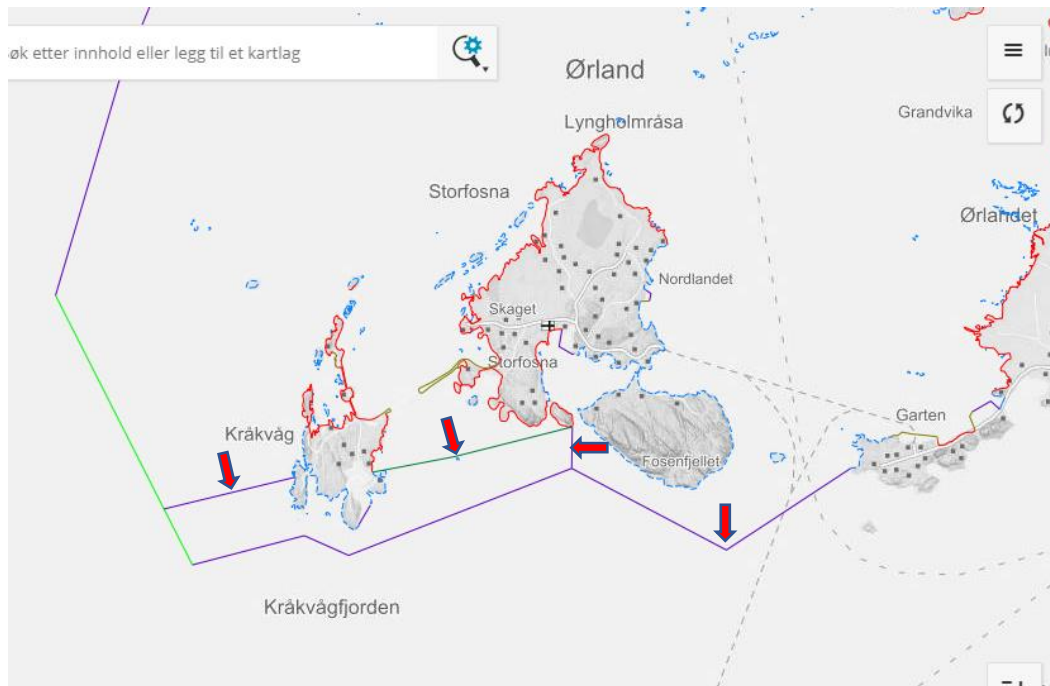 øk etter innhold eller legg til et kartlag
Ørland
Lyngholmråsa
Grandvika
Storfosna
Ørlandet
Nordlandet
Skaget
Storfosna
Garten
Kråkvåg
Fosenfjellet
Kråkvågfjorden